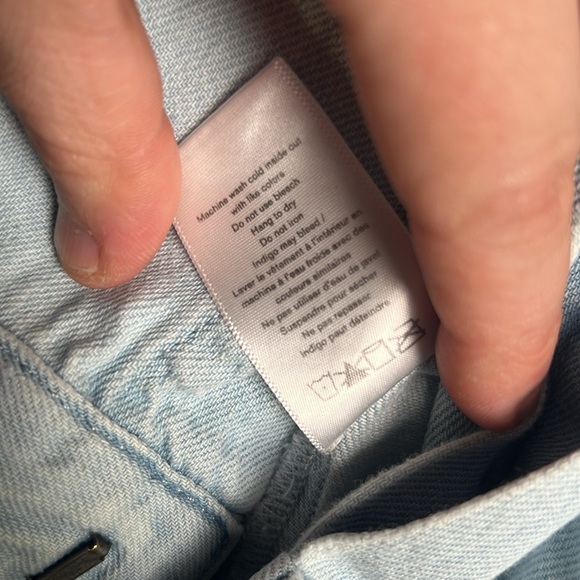 Machine wash cold inside out
with like colors
Do not use bleach
Hang to dry
Do not iron
Indigo may bleed /
Laver le vêtement à l'intérieur en
machine à l'eau froide avec des
couleurs similaires
Ne pas utiliser d'eau de javel
Suspendre pour sécher
Ne pas repasser
Indigo peut déteindre